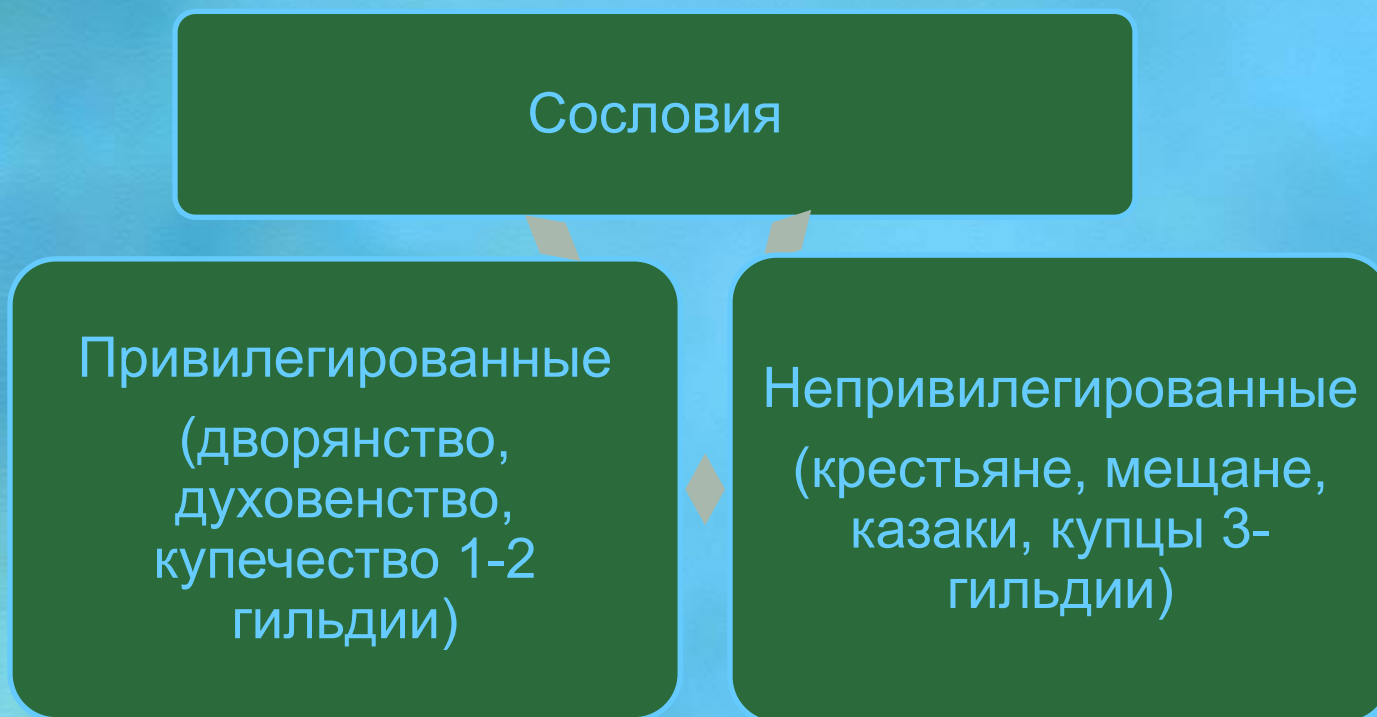 Сословия
Привилегированные
(дворянство,
духовенство,
купечество 1-2
гильдии)
Непривилегированные
(крестьяне, мещане,
казаки, купцы 3-
гильдии)